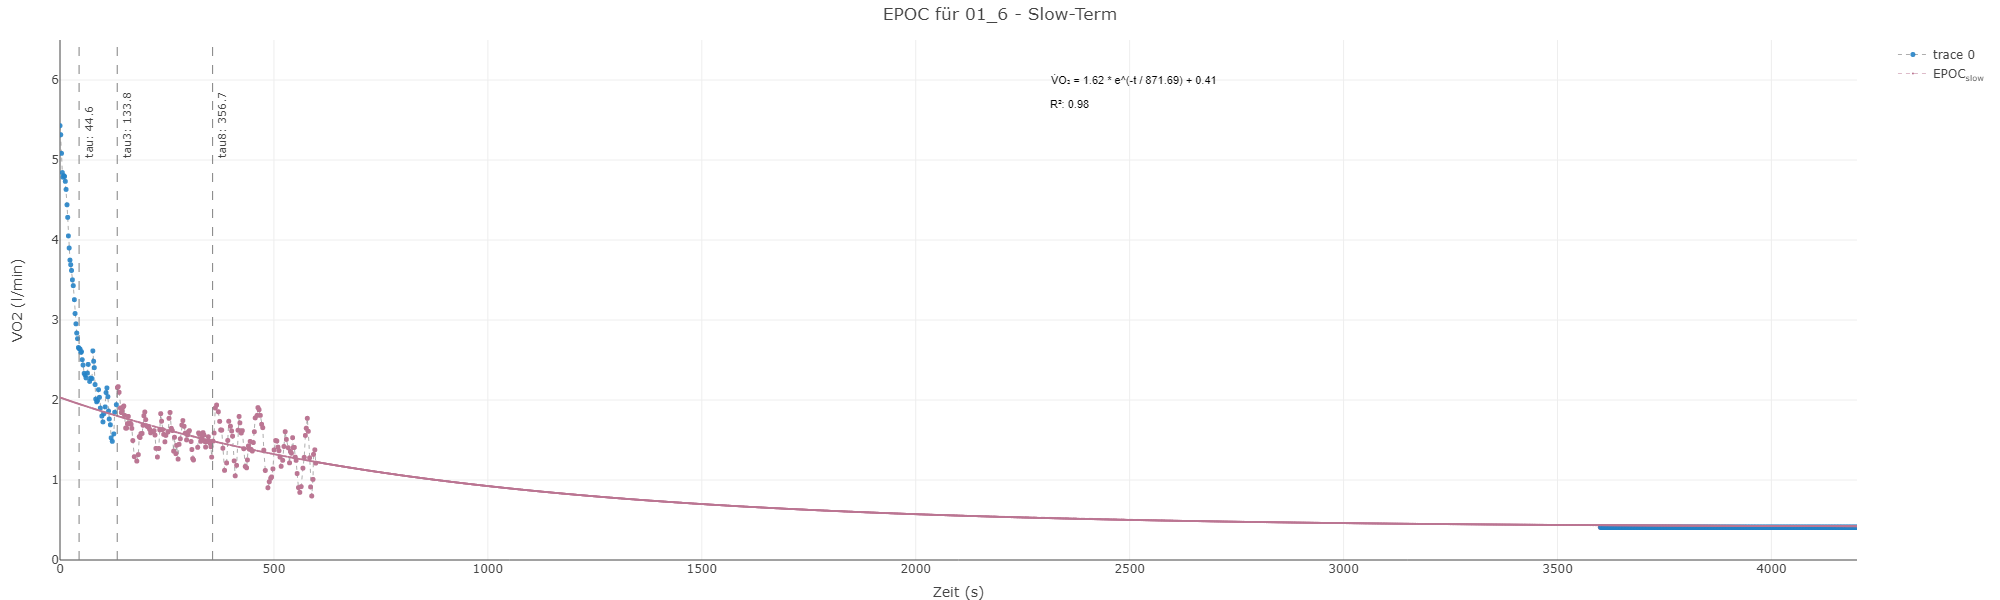 EPOC für 01_6 - Slow-Term
trace 0
EPOCslow
V̇O₂ = 1.62 * e^(-t / 871.69) + 0.41
R²: 0.98
tau: 44.6
tau3: 133.8
tau8: 356.7
VO2 (l/min)
6
5
4
3
2
1
0
0 500 1000 1500 2000 2500 3000 3500 4000
Zeit (s)